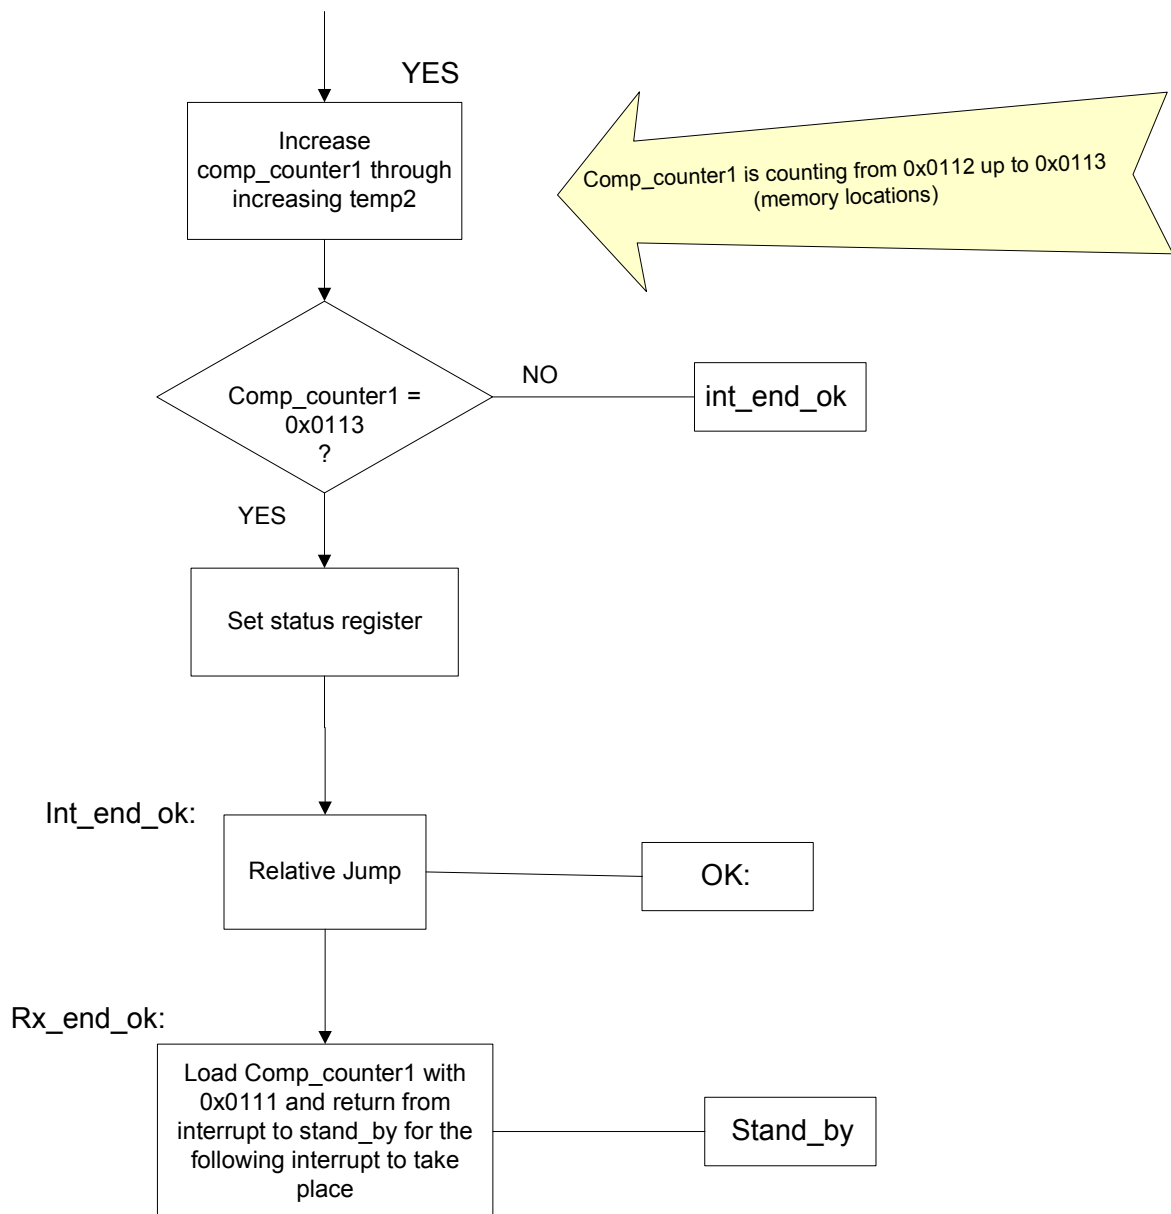 YES
Increase
comp_counter1 through
increasing temp2
Comp_counter1 is counting from 0x0112 up to 0x0113
(memory locations)
Comp_counter1 =
0x0113
?
NO
int_end_ok
YES
Set status register
Int_end_ok:
Relative Jump
OK:
Rx_end_ok:
Load Comp_counter1 with
0x0111 and return from
interrupt to stand_by for the
following interrupt to take
place
Stand_by